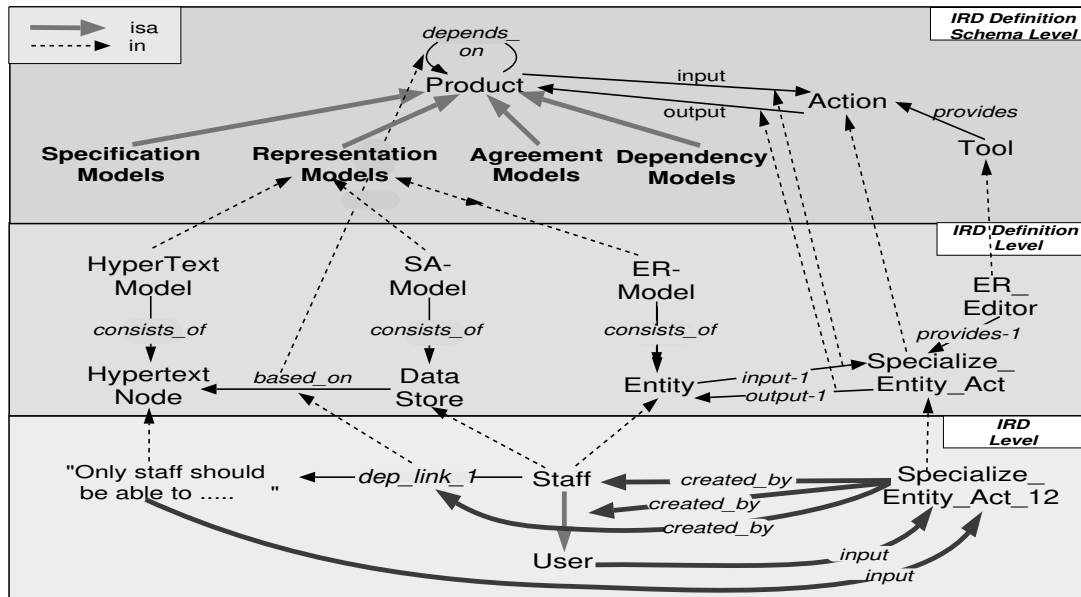 isa
in
depends_
on
IRD Definition
Schema Level
Product
input
output
Action
provides
Tool
Specification
Models
Representation
Models
Agreement
Models
Dependency
Models
IRD Definition
Level
HyperText
Model
SA-
Model
ER-
Model
ER_
Editor
consists_of
consists_of
consists_of
provides-1
Hypertext
Node
based_on
Data
Store
Entity
input-1
output-1
Specialize_
Entity_Act
IRD
Level
"Only staff should
be able to ..... "
dep_link_1
Staff
created_by
created_by
created_by
Specialize_
Entity_Act_12
User
input
input